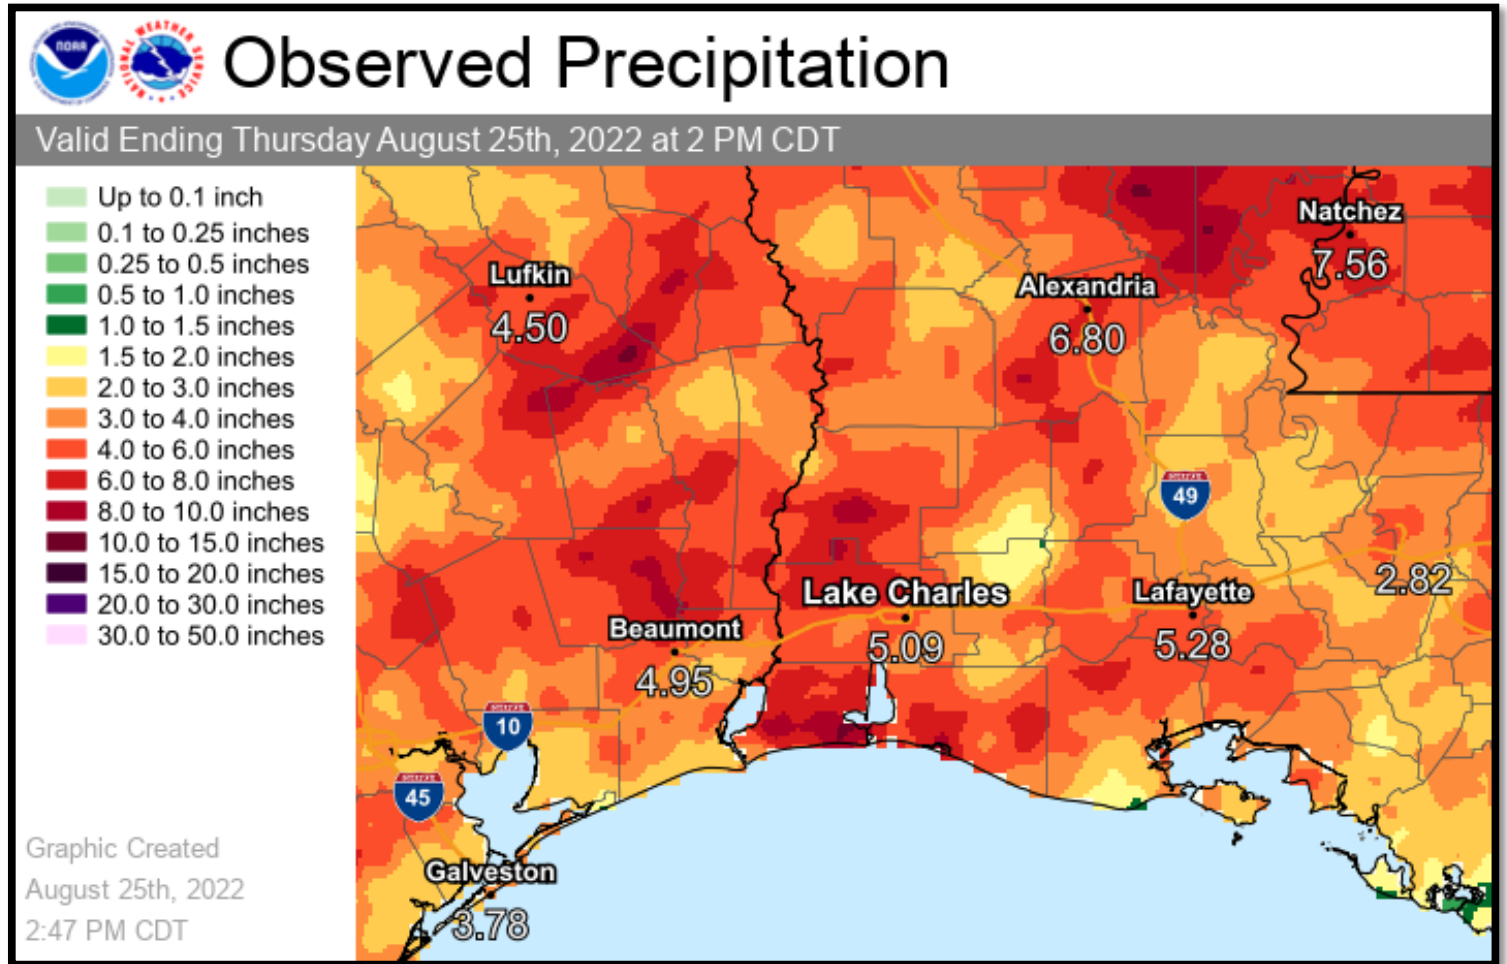 NOAA
NATIONAL WEATHER SERVICE
Observed Precipitation
Valid Ending Thursday August 25th, 2022 at 2 PM CDT
Up to 0.1 inch
0.1 to 0.25 inches
0.25 to 0.5 inches
0.5 to 1.0 inches
1.0 to 1.5 inches
1.5 to 2.0 inches
2.0 to 3.0 inches
3.0 to 4.0 inches
4.0 to 6.0 inches
6.0 to 8.0 inches
8.0 to 10.0 inches
10.0 to 15.0 inches
15.0 to 20.0 inches
20.0 to 30.0 inches
30.0 to 50.0 inches
Graphic Created
August 25th, 2022
2:47 PM CDT
Natchez
7.56
Lufkin
4.50
Alexandria
6.80
49
2.82
Lake Charles
5.09
Lafayette
5.28
Beaumont
4.95
10
45
Galveston
3.78